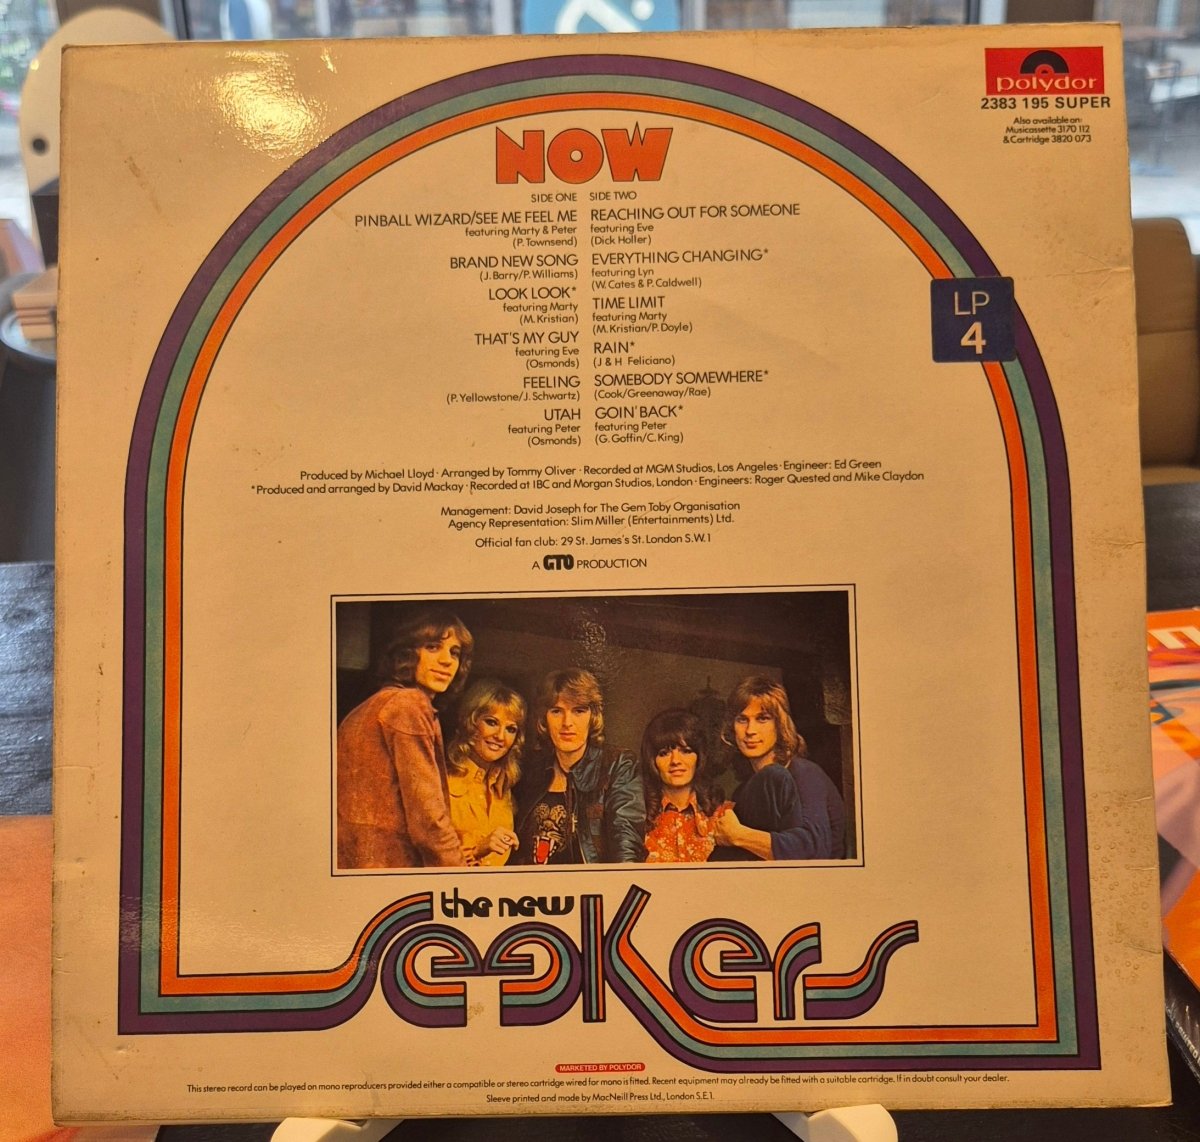 polydor
2383 195 SUPER
Also available on:
Musicassette 3170 112
& Cartridge 3820 073
NOW
SIDE ONE
PINBALL WIZARD/SEE ME FEEL ME
featuring Marty & Peter
(P. Townsend)
BRAND NEW SONG
(J. Barry/P. Williams)
LOOK LOOK*
featuring Marty
(M. Kristian)
THAT'S MY GUY
featuring Eve
(Osmonds)
FEELING
(P. Yellowstone/J. Schwartz)
UTAH
featuring Peter
(Osmonds)
SIDE TWO
REACHING OUT FOR SOMEONE
featuring Eve
(Dick Holler)
EVERYTHING CHANGING*
featuring Lyn
(W. Cates & P. Caldwell)
TIME LIMIT
featuring Marty
(M. Kristian/P. Doyle)
RAIN*
(J & H. Feliciano)
SOMEBODY SOMEWHERE*
(Cook/Greenaway/Rae)
GOIN' BACK*
featuring Peter
(G. Goffin/C. King)
LP
4
Produced by Michael Lloyd · Arranged by Tommy Oliver · Recorded at MGM Studios, Los Angeles · Engineer: Ed Green
*Produced and arranged by David Mackay · Recorded at IBC and Morgan Studios, London · Engineers: Roger Quested and Mike Claydon
Management: David Joseph for The Gem Toby Organisation
Agency Representation: Slim Miller (Entertainments) Ltd.
Official fan club: 29 St. James's St. London S.W.1
A GTO PRODUCTION
the new
Seekers
MARKETED BY POLYDOR
This stereo record can be played on mono reproducers provided either a compatible or stereo cartridge wired for mono is fitted. Recent equipment may already be fitted with a suitable cartridge. If in doubt consult your dealer.
Sleeve printed and made by MacNeill Press Ltd., London S.E.1.